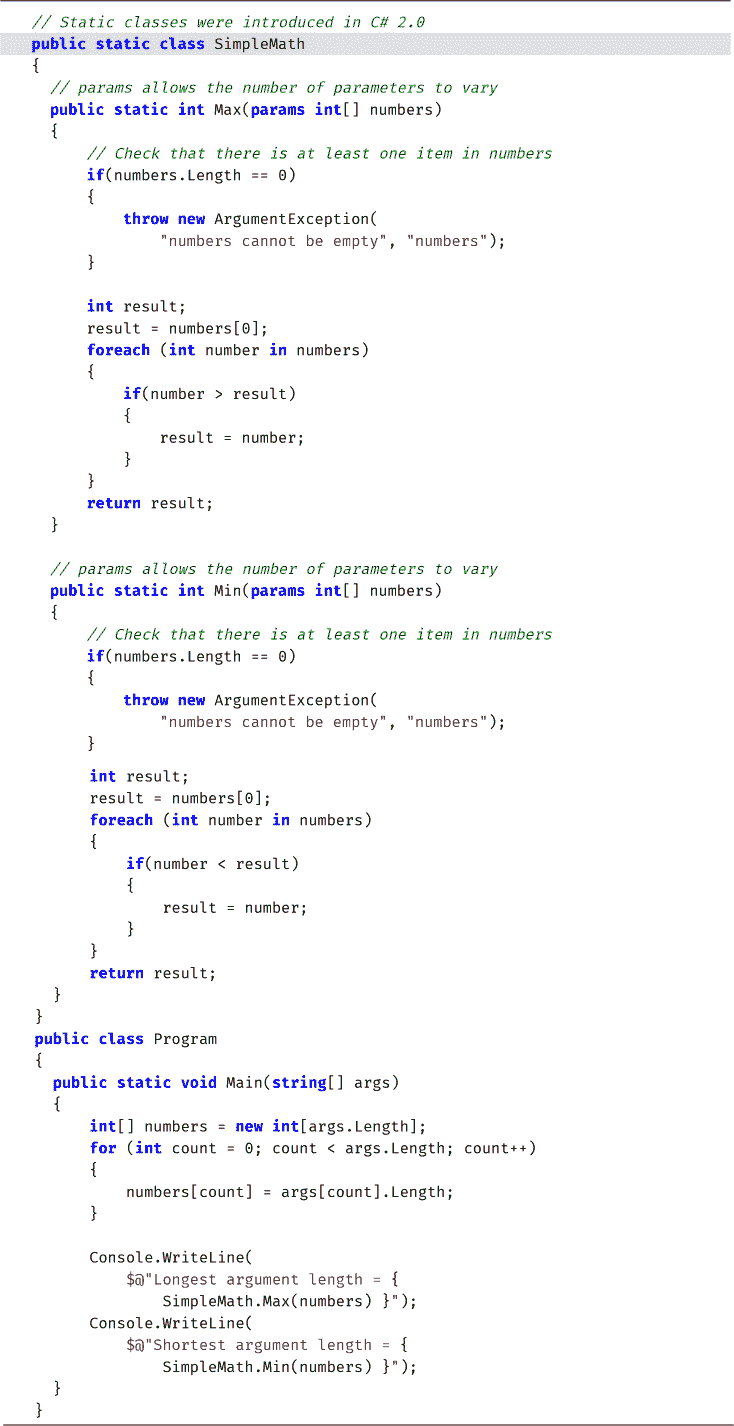 // Static classes were introduced in C# 2.0
public static class SimpleMath
{
  // params allows the number of parameters to vary
  public static int Max(params int[] numbers)
  {
      // Check that there is at least one item in numbers
      if(numbers.Length == 0)
      {
          throw new ArgumentException(
              "numbers cannot be empty", "numbers");
      }

      int result;
      result = numbers[0];
      foreach (int number in numbers)
      {
          if(number > result)
          {
              result = number;
          }
      }
      return result;
  }

  // params allows the number of parameters to vary
  public static int Min(params int[] numbers)
  {
      // Check that there is at least one item in numbers
      if(numbers.Length == 0)
      {
          throw new ArgumentException(
              "numbers cannot be empty", "numbers");
      }
      int result;
      result = numbers[0];
      foreach (int number in numbers)
      {
          if(number < result)
          {
              result = number;
          }
      }
      return result;
  }
}
public class Program
{
  public static void Main(string[] args)
  {
      int[] numbers = new int[args.Length];
      for (int count = 0; count < args.Length; count++)
      {
          numbers[count] = args[count].Length;
      }

      Console.WriteLine(
          $@"Longest argument length = {
              SimpleMath.Max(numbers) }");
      Console.WriteLine(
          $@"Shortest argument length = {
              SimpleMath.Min(numbers) }");
  }
}